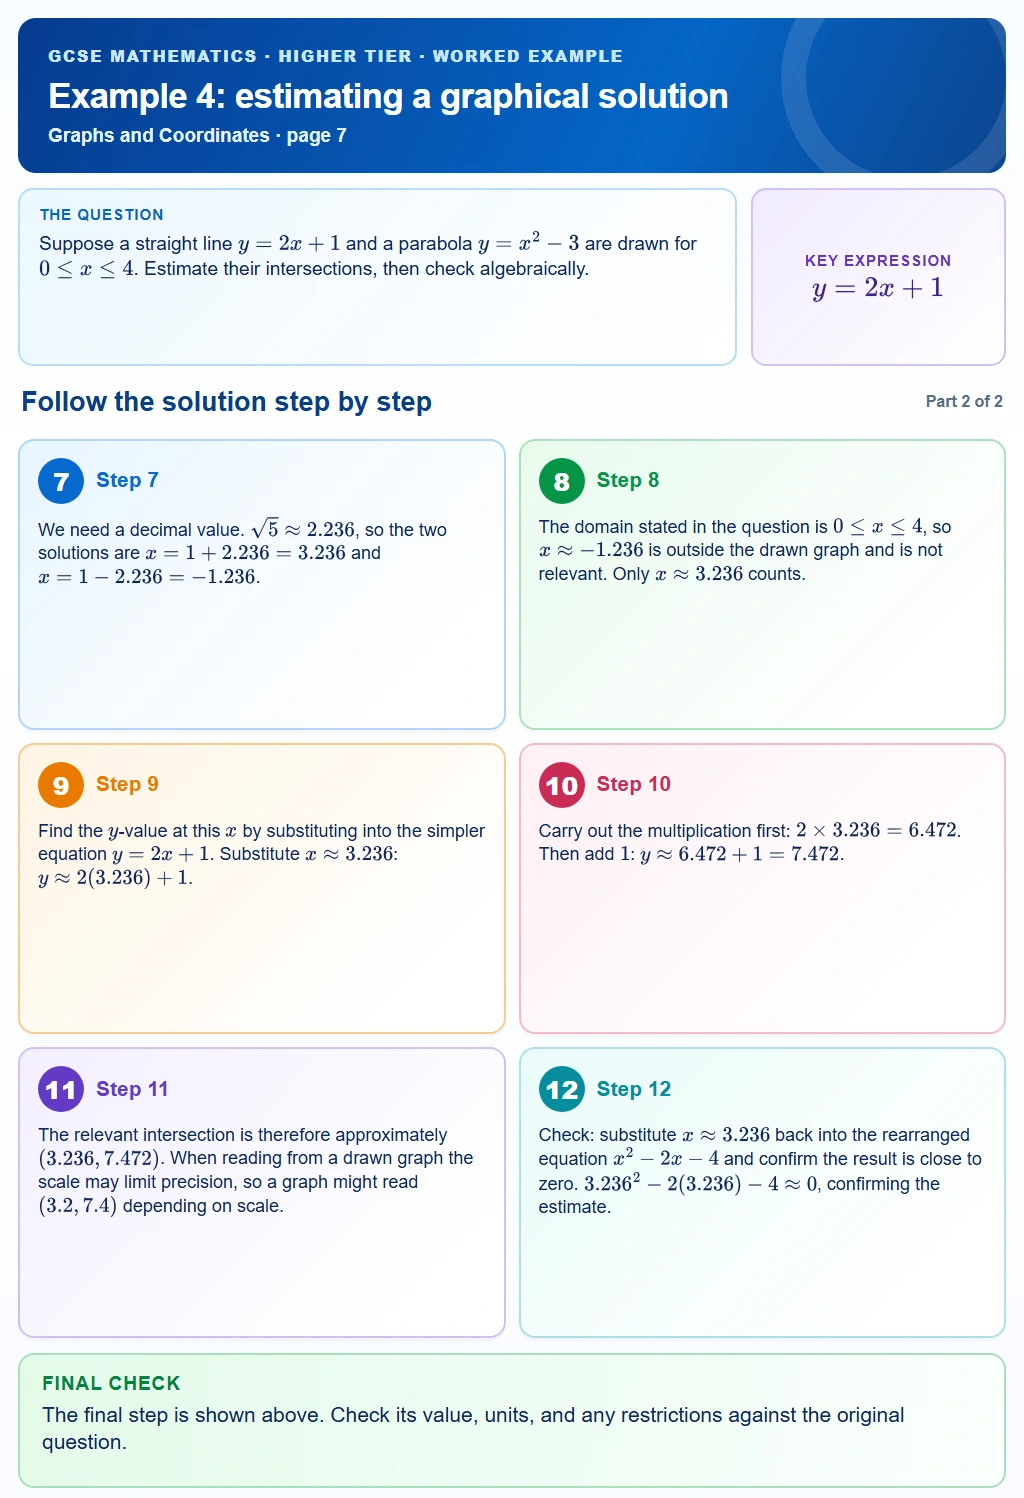 GCSE MATHEMATICS · HIGHER TIER · WORKED EXAMPLE
Example 4: estimating a graphical solution
Graphs and Coordinates · page 7
THE QUESTION
Suppose a straight line y = 2x + 1 and a parabola y = x² − 3 are drawn for
0 ≤ x ≤ 4. Estimate their intersections, then check algebraically.
KEY EXPRESSION
y = 2x + 1
Follow the solution step by step
Part 2 of 2
7 Step 7
We need a decimal value. √5 ≈ 2.236, so the two
solutions are x = 1 + 2.236 = 3.236 and
x = 1 − 2.236 = −1.236.
8 Step 8
The domain stated in the question is 0 ≤ x ≤ 4, so
x ≈ −1.236 is outside the drawn graph and is not
relevant. Only x ≈ 3.236 counts.
9 Step 9
Find the y-value at this x by substituting into the simpler
equation y = 2x + 1. Substitute x ≈ 3.236:
y ≈ 2(3.236) + 1.
10 Step 10
Carry out the multiplication first: 2 × 3.236 = 6.472.
Then add 1: y ≈ 6.472 + 1 = 7.472.
11 Step 11
The relevant intersection is therefore approximately
(3.236, 7.472). When reading from a drawn graph the
scale may limit precision, so a graph might read
(3.2, 7.4) depending on scale.
12 Step 12
Check: substitute x ≈ 3.236 back into the rearranged
equation x² − 2x − 4 and confirm the result is close to
zero. 3.236² − 2(3.236) − 4 ≈ 0, confirming the
estimate.
FINAL CHECK
The final step is shown above. Check its value, units, and any restrictions against the original
question.